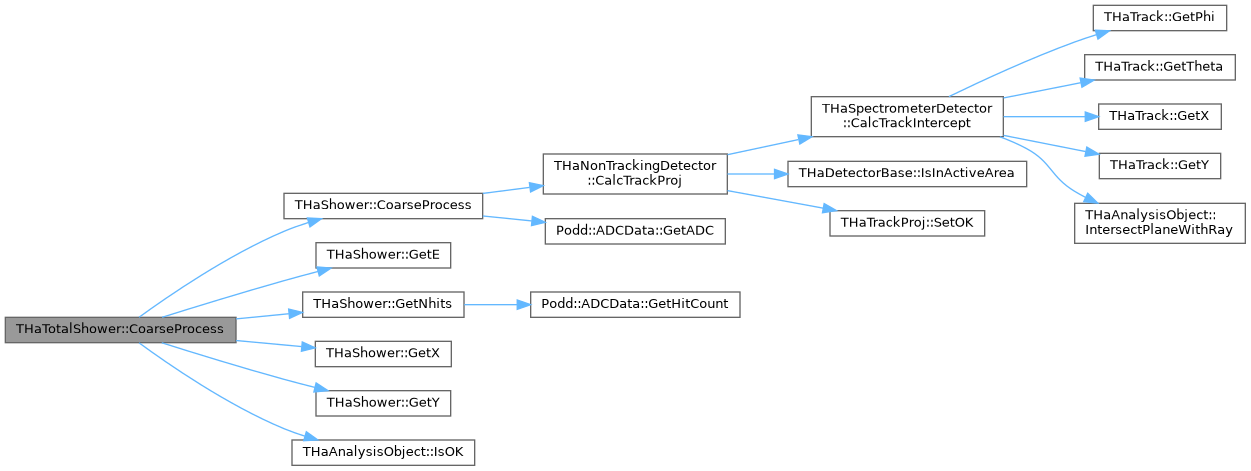 THaTotalShower::CoarseProcess
THaShower::CoarseProcess
THaNonTrackingDetector
::CalcTrackProj
THaSpectrometerDetector
::CalcTrackIntercept
THaTrack::GetPhi
THaTrack::GetTheta
THaTrack::GetX
THaTrack::GetY
THaAnalysisObject::
IntersectPlaneWithRay
THaDetectorBase::IsInActiveArea
THaTrackProj::SetOK
Podd::ADCData::GetADC
THaShower::GetE
THaShower::GetNhits
Podd::ADCData::GetHitCount
THaShower::GetX
THaShower::GetY
THaAnalysisObject::IsOK